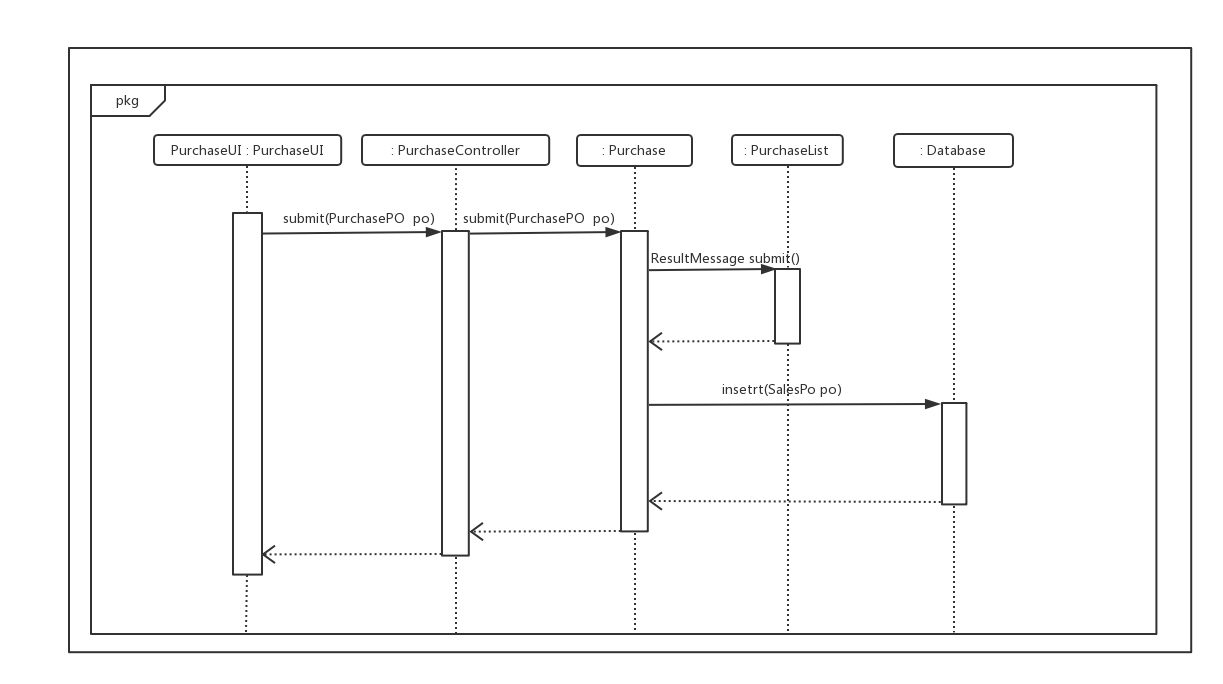 pkg
PurchaseUI : PurchaseUI
: PurchaseController
: Purchase
: PurchaseList
: Database
submit(PurchasePO po)
submit(PurchasePO po)
ResultMessage submit()
insetrt(SalesPo po)